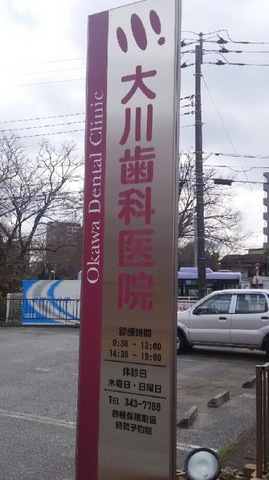 大川歯科医院
Okawa Dental Clinic
診療時間
9:30 - 13:00
14:30 - 19:00
休診日
木曜日・日曜日
TEL 343-7788
各種保険取扱
時間予約制